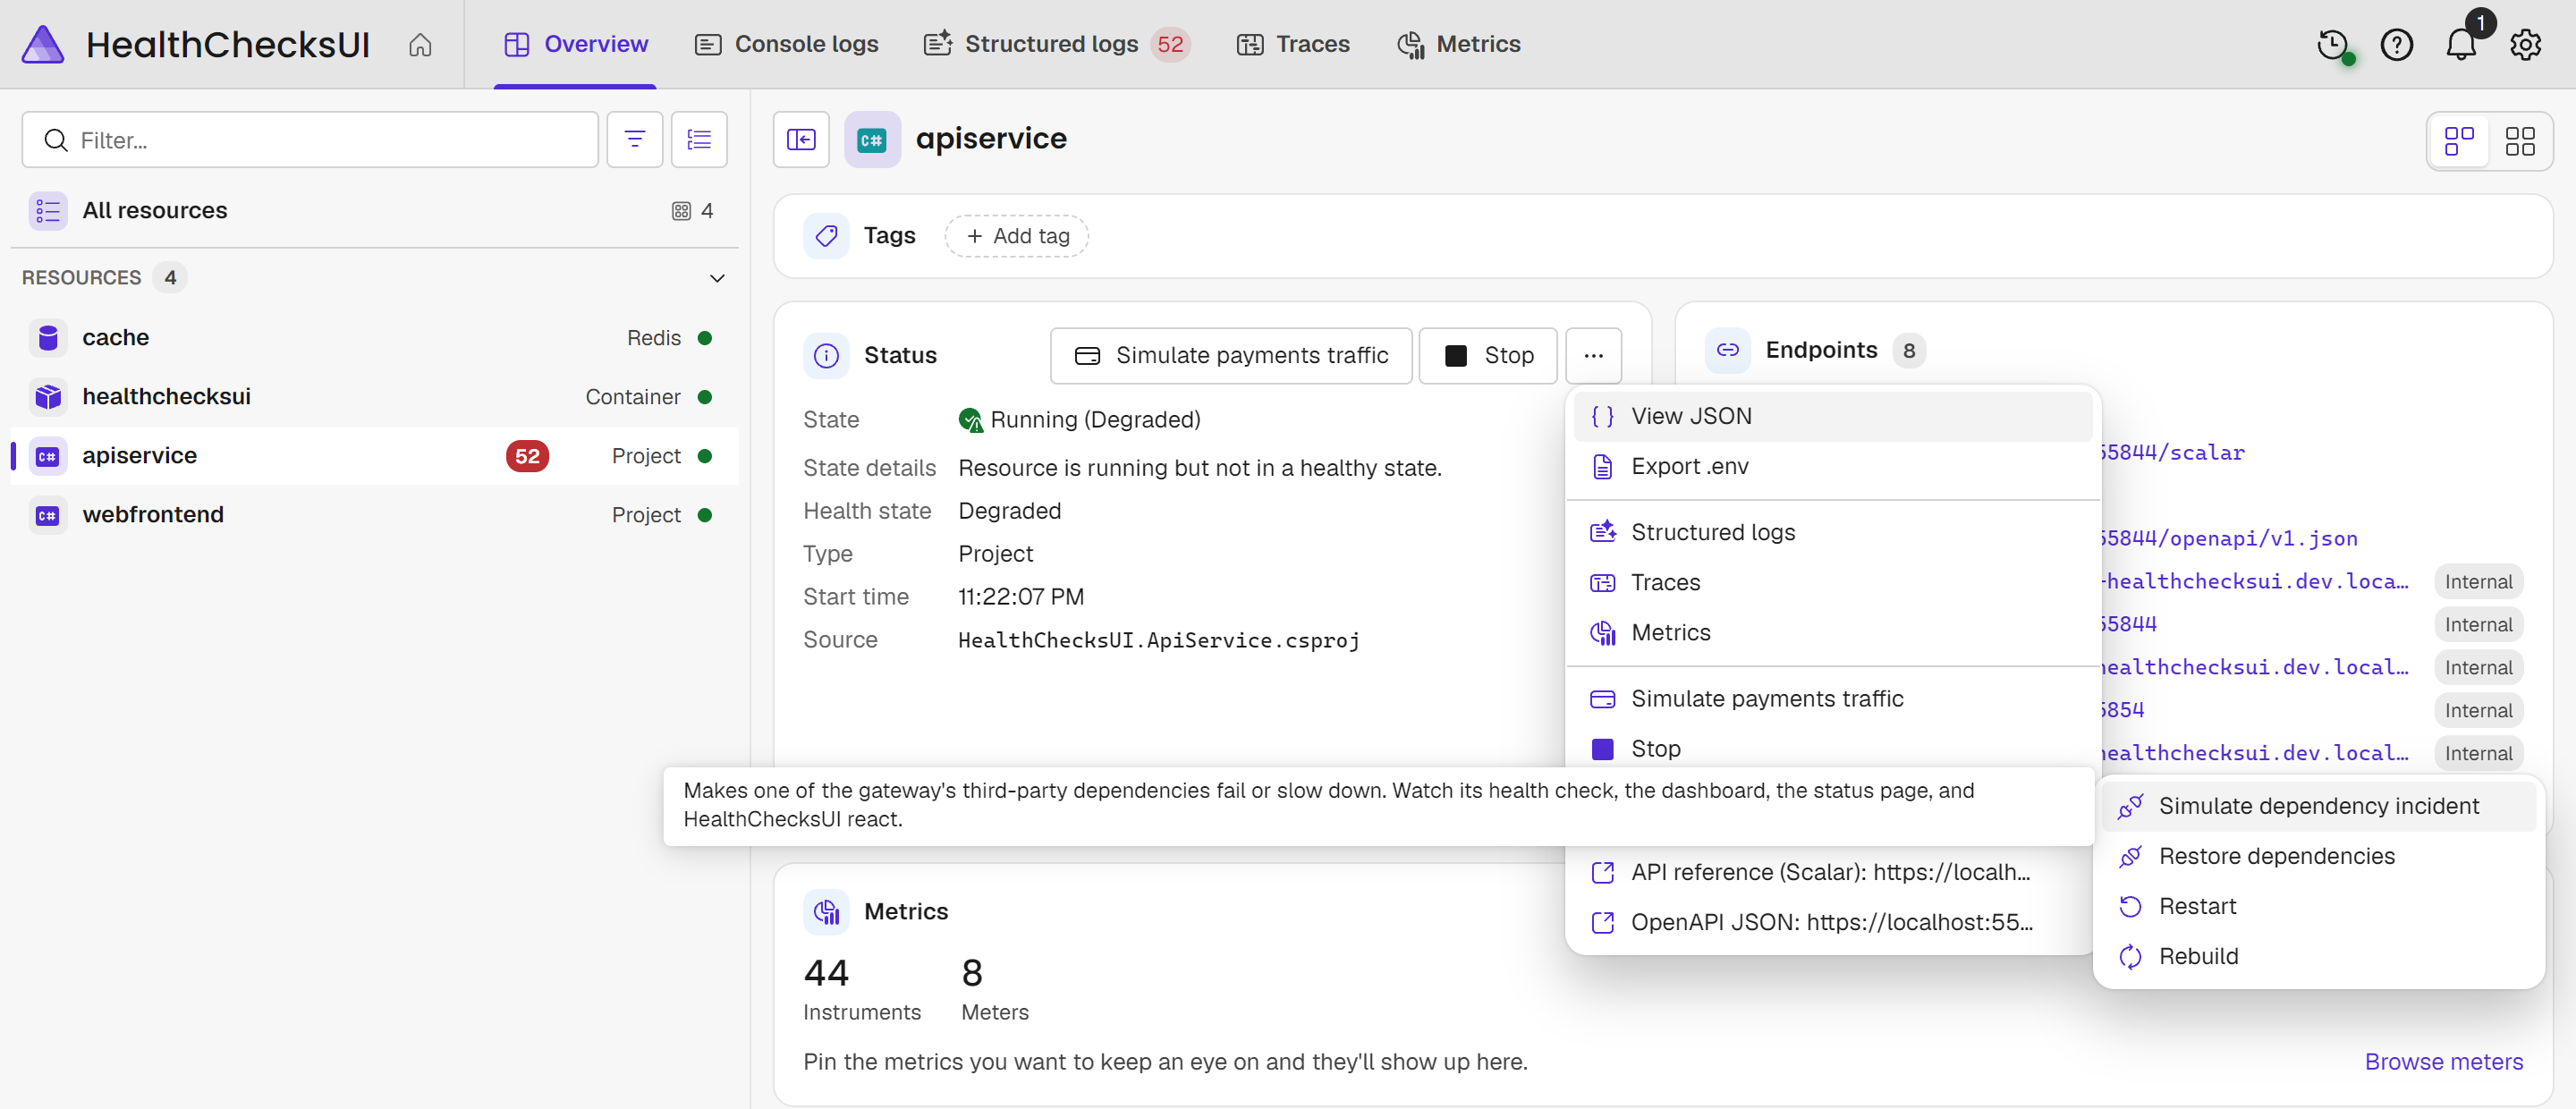 HealthChecksUI
Overview
Console logs
Structured logs 52
Traces
Metrics
1
Filter...
All resources 4
RESOURCES 4
cache Redis
healthchecksui Container
C# apiservice 52 Project
C# webfrontend Project
C# apiservice
Tags
+ Add tag
Status
Simulate payments traffic
Stop
...
State Running (Degraded)
State details Resource is running but not in a healthy state.
Health state Degraded
Type Project
Start time 11:22:07 PM
Source HealthChecksUI.ApiService.csproj
Endpoints 8
55844/scalar
55844/openapi/v1.json
-healthchecksui.dev.loca… Internal
55844 Internal
healthchecksui.dev.local… Internal
5854 Internal
healthchecksui.dev.local… Internal
{ } View JSON
Export .env
Structured logs
Traces
Metrics
Simulate payments traffic
Stop
Makes one of the gateway's third-party dependencies fail or slow down. Watch its health check, the dashboard, the status page, and
HealthChecksUI react.
API reference (Scalar): https://localh...
OpenAPI JSON: https://localhost:55...
Simulate dependency incident
Restore dependencies
Restart
Rebuild
Metrics
44 8
Instruments Meters
Pin the metrics you want to keep an eye on and they'll show up here.
Browse meters